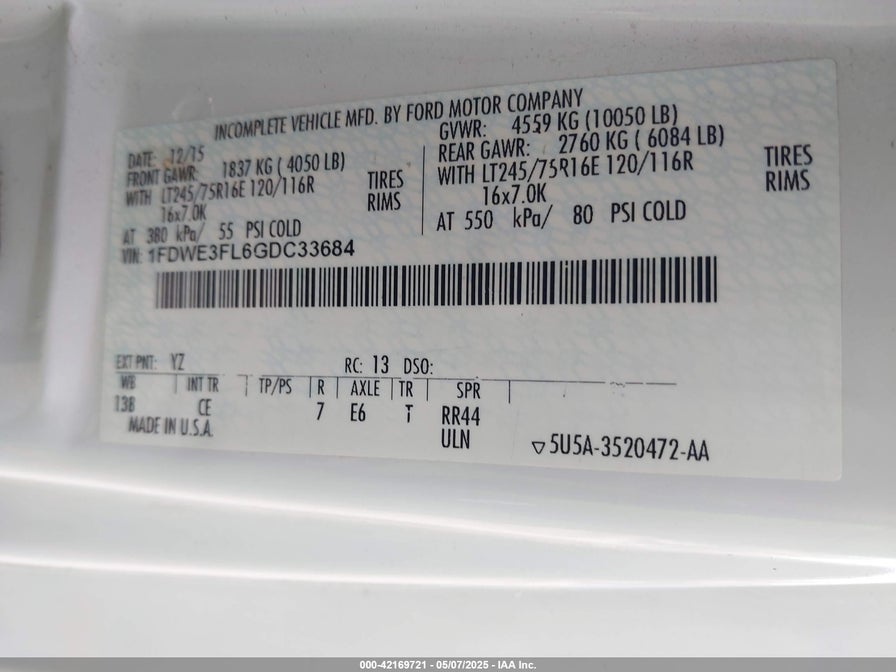 INCOMPLETE VEHICLE MFD. BY FORD MOTOR COMPANY
DATE: 12/15
FRONT GAWR: 1837 KG ( 4050 LB)
WITH LT245/75R16E 120/116R TIRES
16x7.0K RIMS
AT 380 kPa/ 55 PSI COLD
GVWR: 4559 KG (10050 LB)
REAR GAWR: 2760 KG ( 6084 LB)
WITH LT245/75R16E 120/116R TIRES
16x7.0K RIMS
AT 550 kPa/ 80 PSI COLD
VIN: 1FDWE3FL6GDC33684
EXT PNT: YZ RC: 13 DSO:
WB | INT TR | TP/PS | R | AXLE | TR | SPR |
138 CE 7 E6 T RR44
MADE IN U.S.A. ULN
▽5U5A-3520472-AA
000-42169721 - 05/07/2025 - IAA Inc.